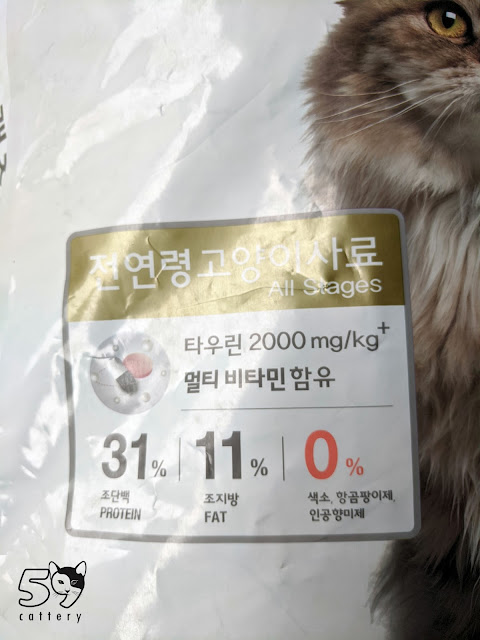 전연령고양이사료
All Stages
타우린 2000 mg/kg+
멀티 비타민 함유
31% 11% 0%
조단백 조지방 색소, 항곰팡이제,
PROTEIN FAT 인공향미제
59
cattery